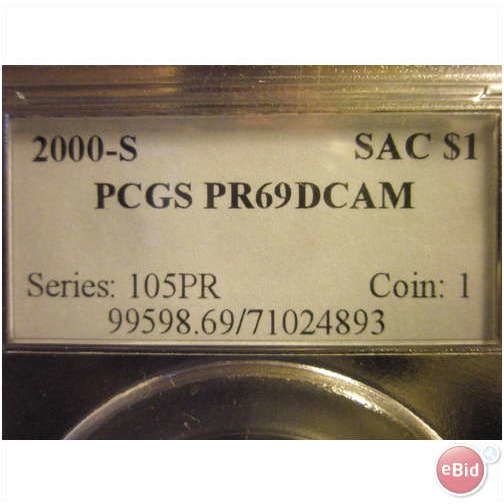 2000-S SAC $1
PCGS PR69DCAM
Series: 105PR Coin: 1
99598.69/71024893
eBid